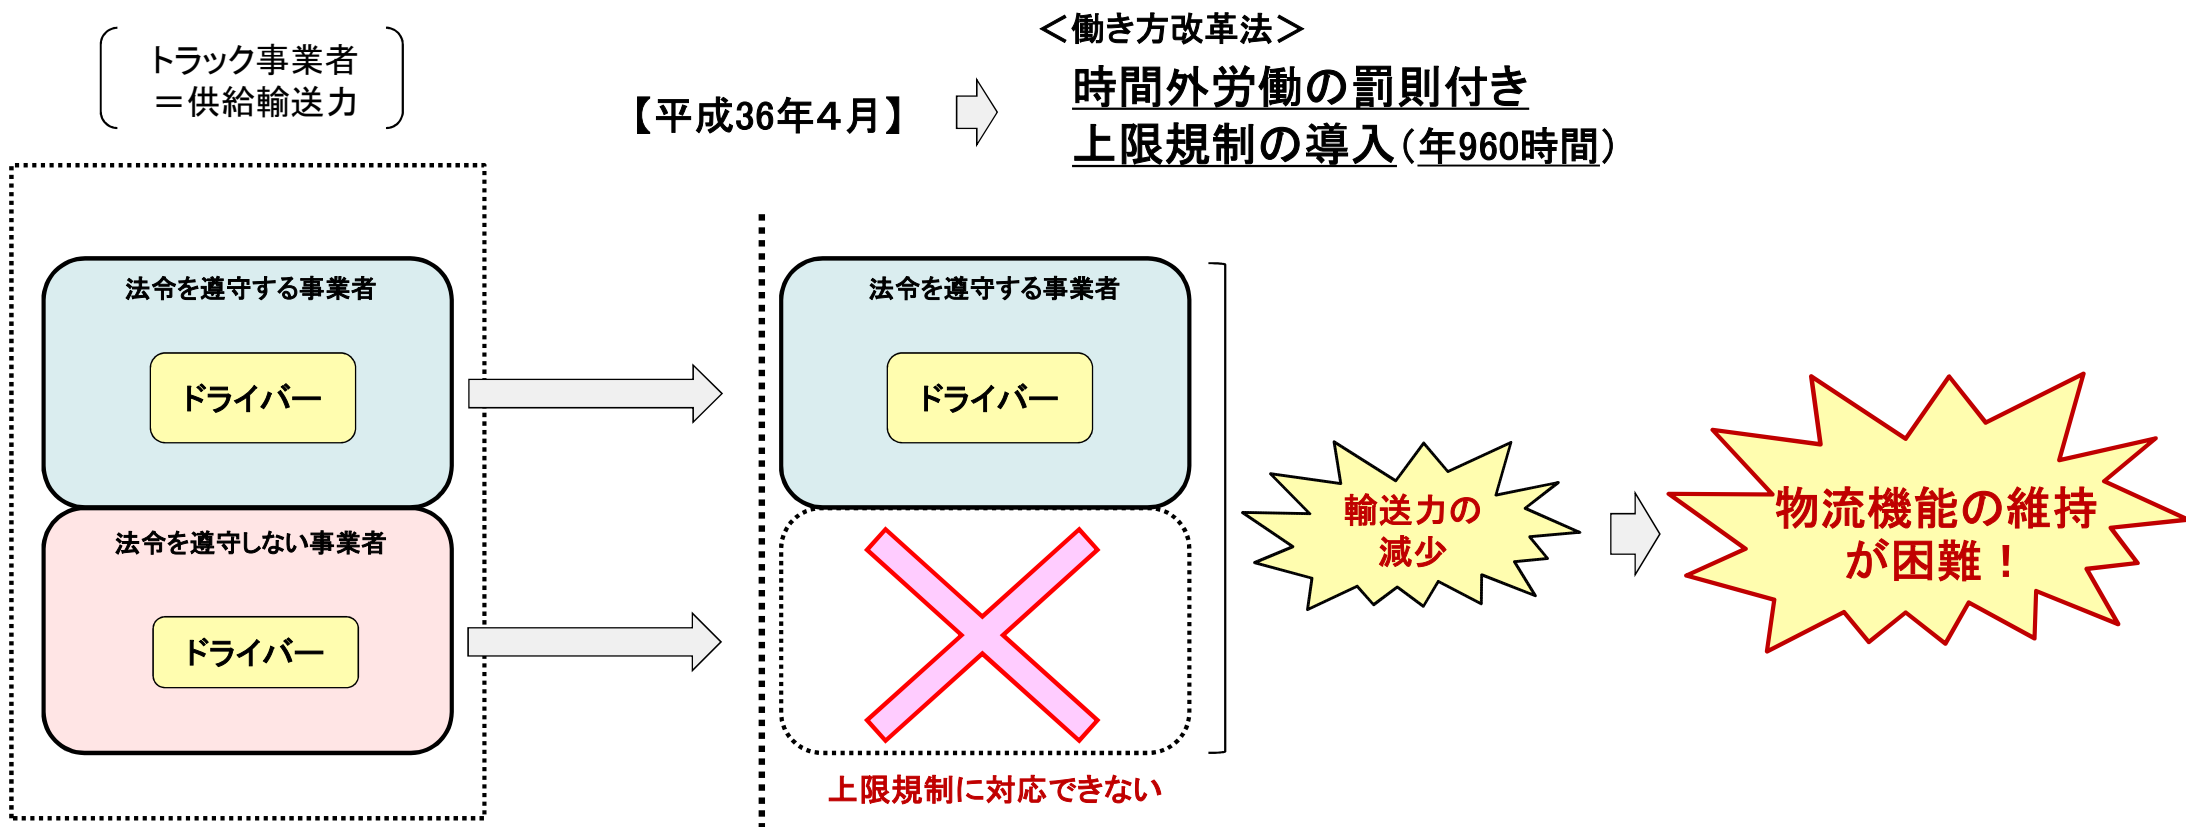 トラック事業者
＝供給輸送力
＜働き方改革法＞
【平成36年４月】
時間外労働の罰則付き
上限規制の導入（年960時間）
法令を遵守する事業者
ドライバー
法令を遵守しない事業者
ドライバー
法令を遵守する事業者
ドライバー
上限規制に対応できない
輸送力の
減少
物流機能の維持
が困難！